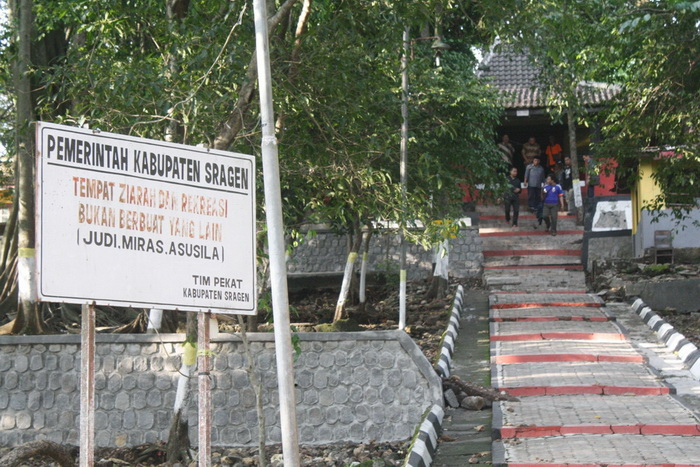 PEMERINTAH KABUPATEN SRAGEN
TEMPAT ZIARAH DAN REKREASI
BUKAN BERBUAT YANG LAIN
(JUDI.MIRAS.ASUSILA)
TIM PEKAT
KABUPATEN SRAGEN